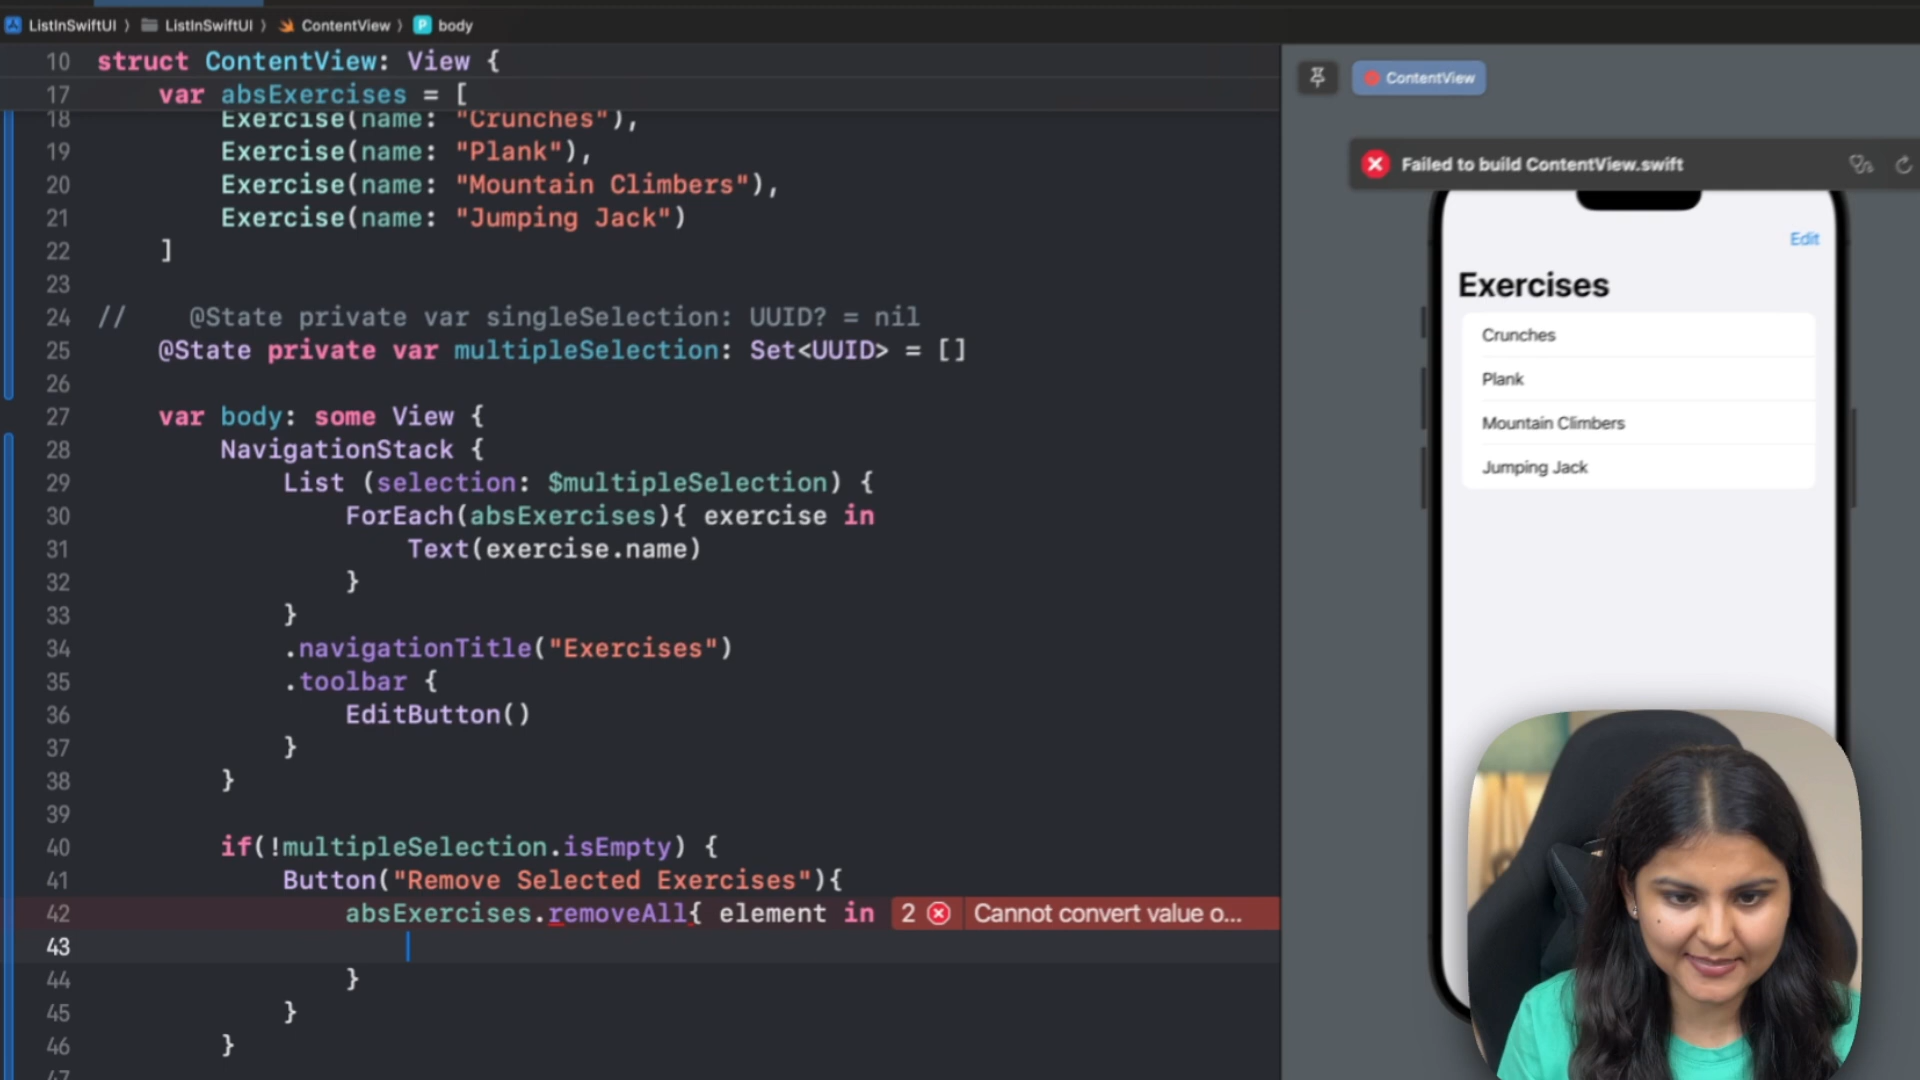 ListInSwiftUI 〉 ListInSwiftUI 〉 ContentView 〉 P body
10 struct ContentView: View {
17 var absExercises = [
18 Exercise(name: "Crunches"),
19 Exercise(name: "Plank"),
20 Exercise(name: "Mountain Climbers"),
21 Exercise(name: "Jumping Jack")
22 ]
23
24 // @State private var singleSelection: UUID? = nil
25 @State private var multipleSelection: Set<UUID> = []
26
27 var body: some View {
28 NavigationStack {
29 List (selection: $multipleSelection) {
30 ForEach(absExercises){ exercise in
31 Text(exercise.name)
32 }
33 }
34 .navigationTitle("Exercises")
35 .toolbar {
36 EditButton()
37 }
38 }
39
40 if(!multipleSelection.isEmpty) {
41 Button("Remove Selected Exercises"){
42 absExercises.removeAll{ element in 2 Cannot convert value o...
43
44 }
45 }
46 }
47
ContentView
Failed to build ContentView.swift
Edit
Exercises
Crunches
Plank
Mountain Climbers
Jumping Jack